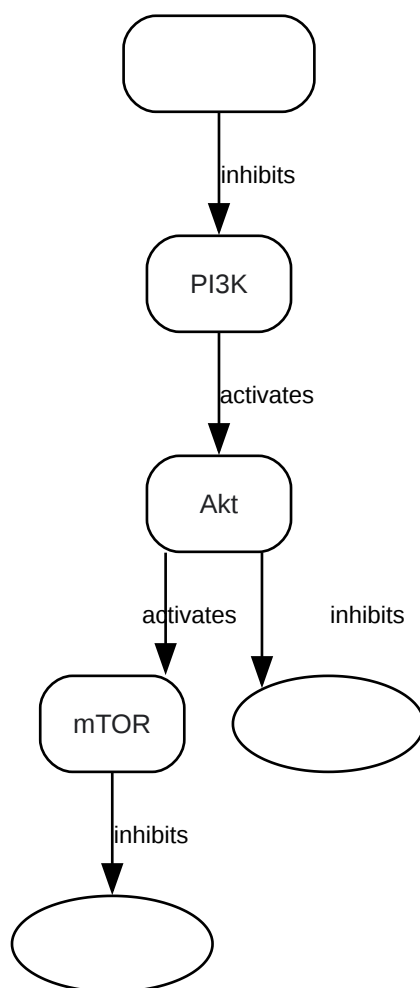 inhibits
PI3K
activates
Akt
activates
inhibits
mTOR
inhibits